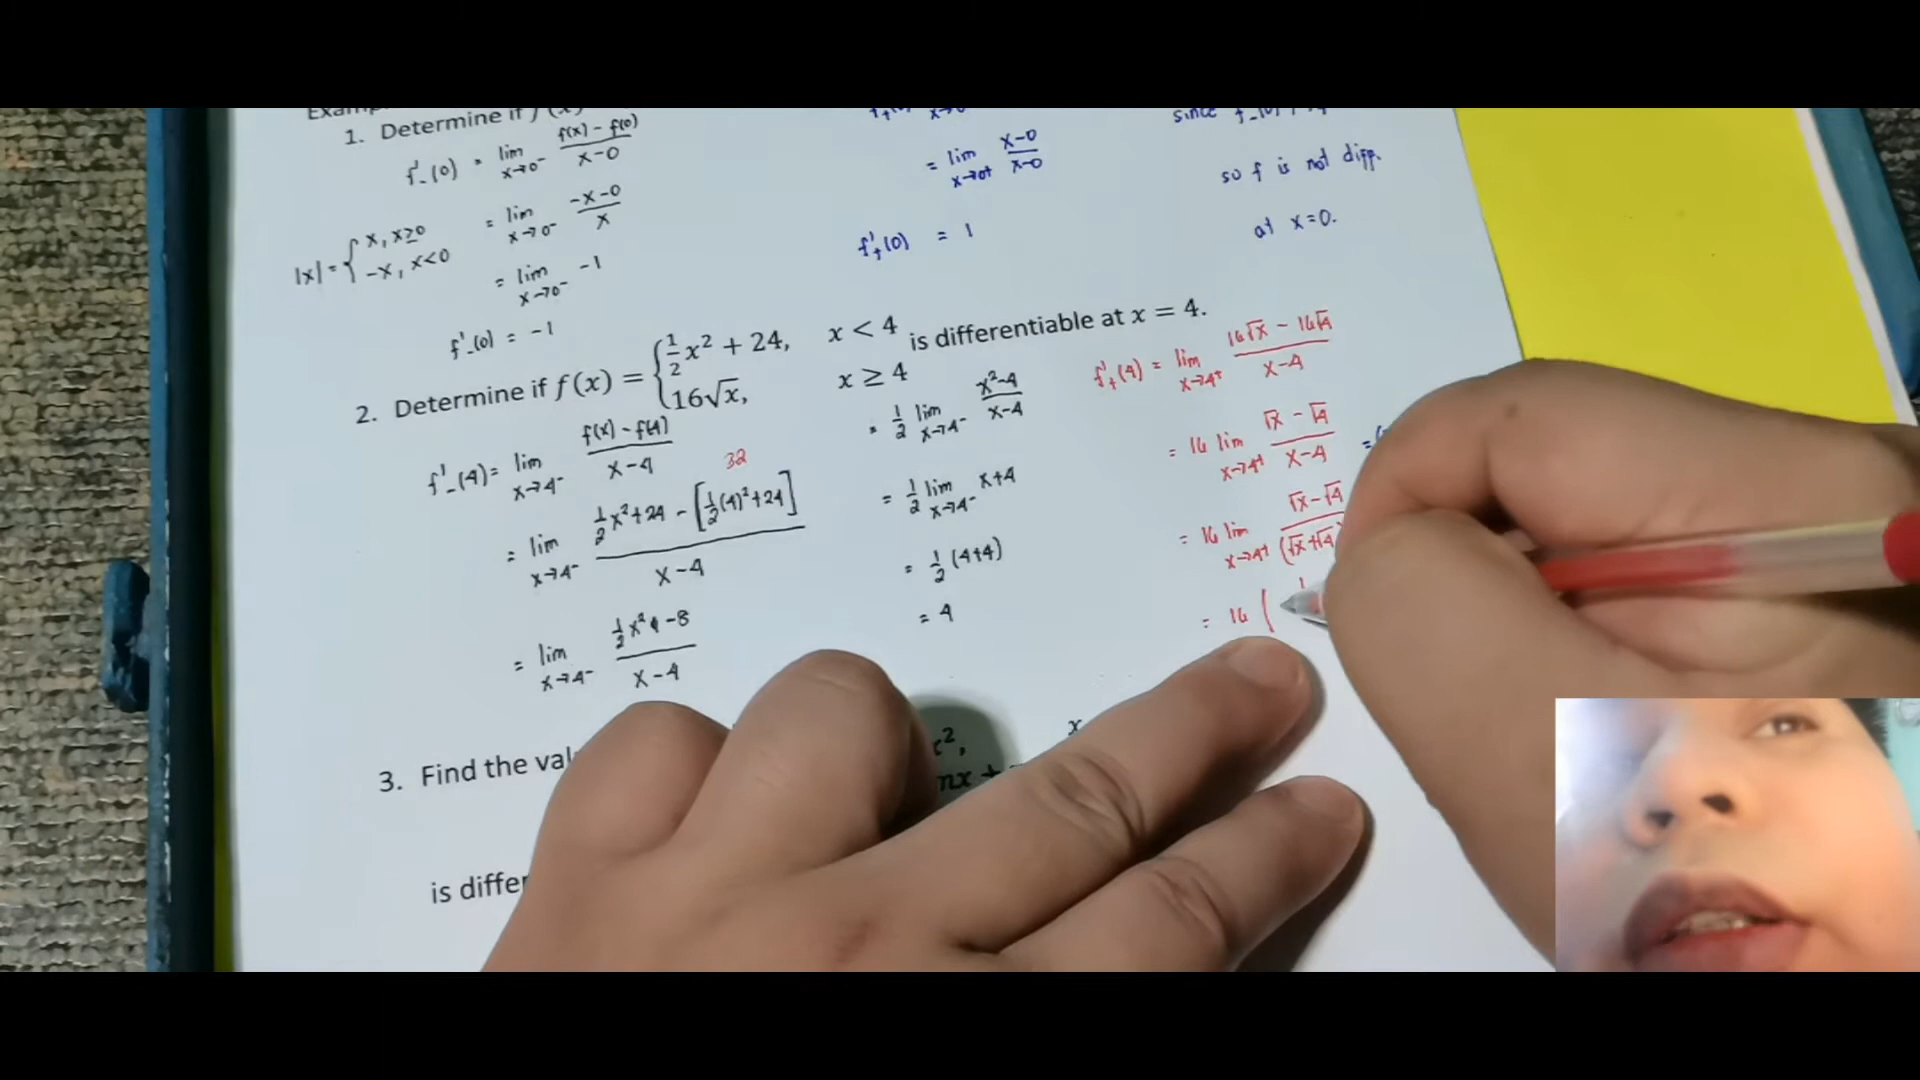 1. Determine if f(x)
f'₋(0) = lim x→0⁻ (f(x) – f(0))/(x–0)
|x| = { x, x≥0
–x, x<0
= lim x→0⁻ (–x–0)/x
= lim x→0⁻ –1
f'₋(0) = –1
= lim x→0⁺ (x–0)/(x–0)
f'₊(0) = 1
since
so f is not diff.
at x=0.
2. Determine if f(x) = { ½x² + 24, x < 4
16√x, x ≥ 4
is differentiable at x = 4.
f'₋(4) = lim x→4⁻ (f(x) – f(4))/(x–4)
32
= lim x→4⁻ (½x²+24 – [½(4)²+24])/(x–4)
= lim x→4⁻ (½x² –8)/(x–4)
= ½ lim x→4⁻ (x²–4)/(x–4)
= ½ lim x→4⁻ x+4
= ½(4+4)
= 4
f'₊(4) = lim x→4⁺ (16√x – 16√4)/(x–4)
= 16 lim x→4⁺ (√x – √4)/(x–4) =
= 16 lim x→4⁺ (√x–√4)/(√x+√4)
= 16 ( 1
3. Find the
x²,
x
is